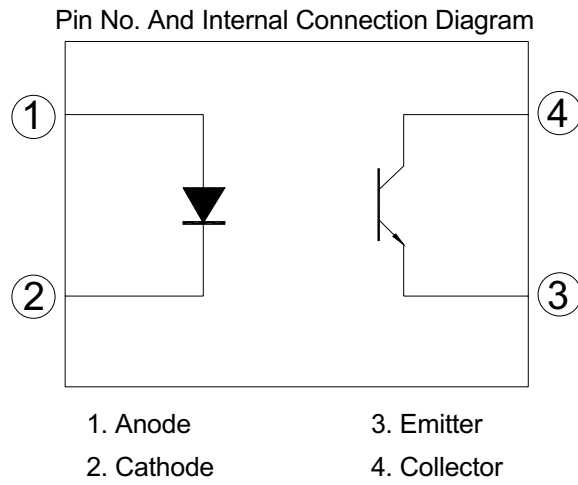 Pin No. And Internal Connection Diagram
1
4
2
3
1. Anode
3. Emitter
2. Cathode
4. Collector